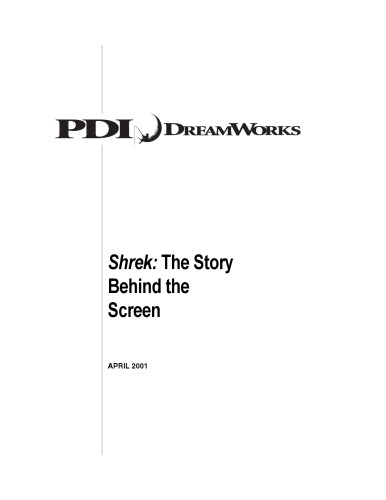 PDI DREAMWORKS
Shrek: The Story
Behind the
Screen
APRIL 2001